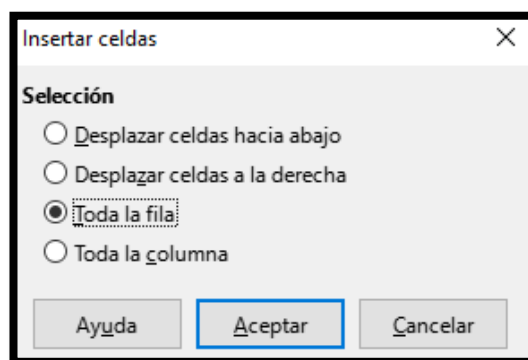 Insertar celdas
Selección
Desplazar celdas hacia abajo
Desplazar celdas a la derecha
Toda la fila
Toda la columna
Ayuda Aceptar Cancelar